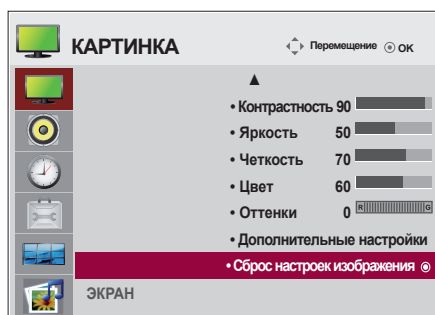 КАРТИНКА
Перемещение OK
• Контрастность 90
• Яркость 50
• Четкость 70
• Цвет 60
• Оттенки 0 R G
• Дополнительные настройки
• Сброс настроек изображения
ЭКРАН